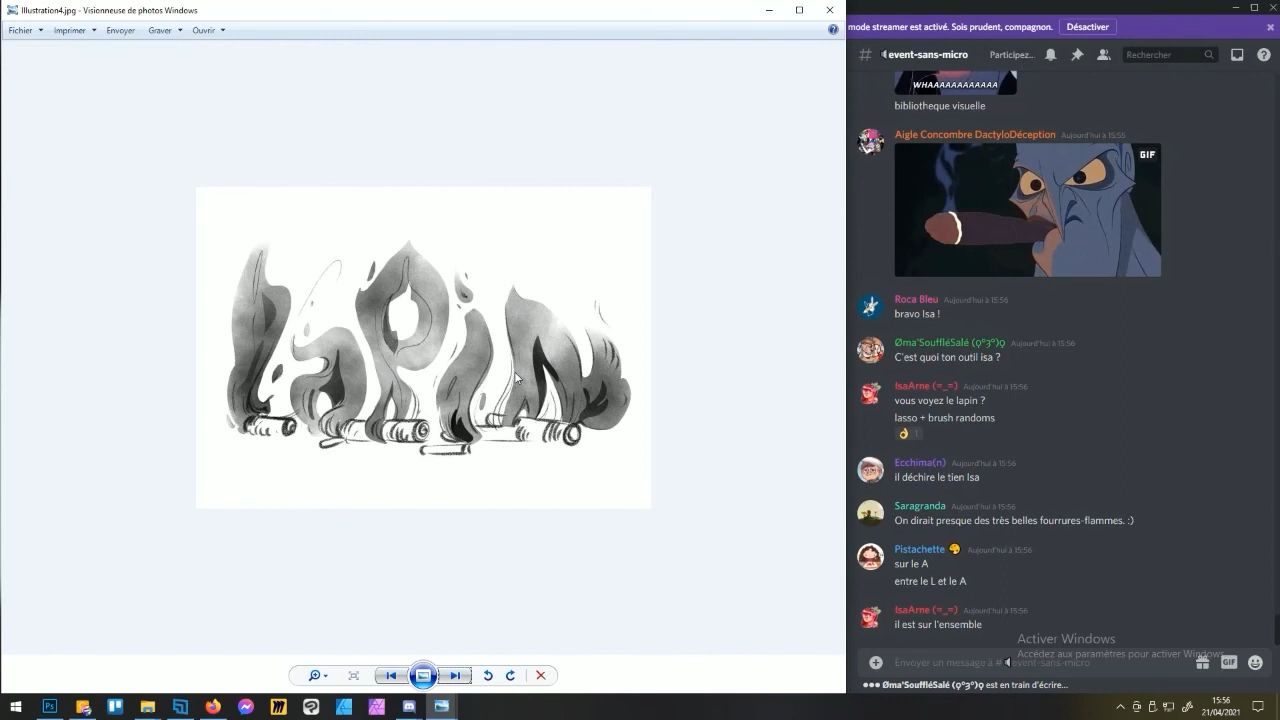 Illustration4.jpg - Visionneuse de photos Windows
Fichier Imprimer Envoyer Graver Ouvrir
Lapin
mode streamer est activé. Sois prudent, compagnon. Désactiver
event-sans-micro Participez... Rechercher
WHAAAAAAAAAAA
bibliotheque visuelle
Aigle Concombre DactyloDéception Aujourd'hui à 15:55
GIF
Roca Bleu Aujourd'hui à 15:56
bravo Isa !
Øma'SouffléSalé (ǫº3º)ǫ Aujourd'hui à 15:56
C'est quoi ton outil isa ?
IsaArne (=_=) Aujourd'hui à 15:56
vous voyez le lapin ?
lasso + brush randoms
👌 1
Ecchima(n) Aujourd'hui à 15:56
il déchire le tien Isa
Saragranda Aujourd'hui à 15:56
On dirait presque des très belles fourrures-flammes. :)
Pistachette Aujourd'hui à 15:56
sur le A
entre le L et le A
IsaArne (=_=) Aujourd'hui à 15:56
il est sur l'ensemble
Activer Windows
Accédez aux paramètres pour activer Windows.
Envoyer un message à # event-sans-micro GIF
Øma'SouffléSalé (ǫº3º)ǫ est en train d'écrire...
15:56
21/04/2021